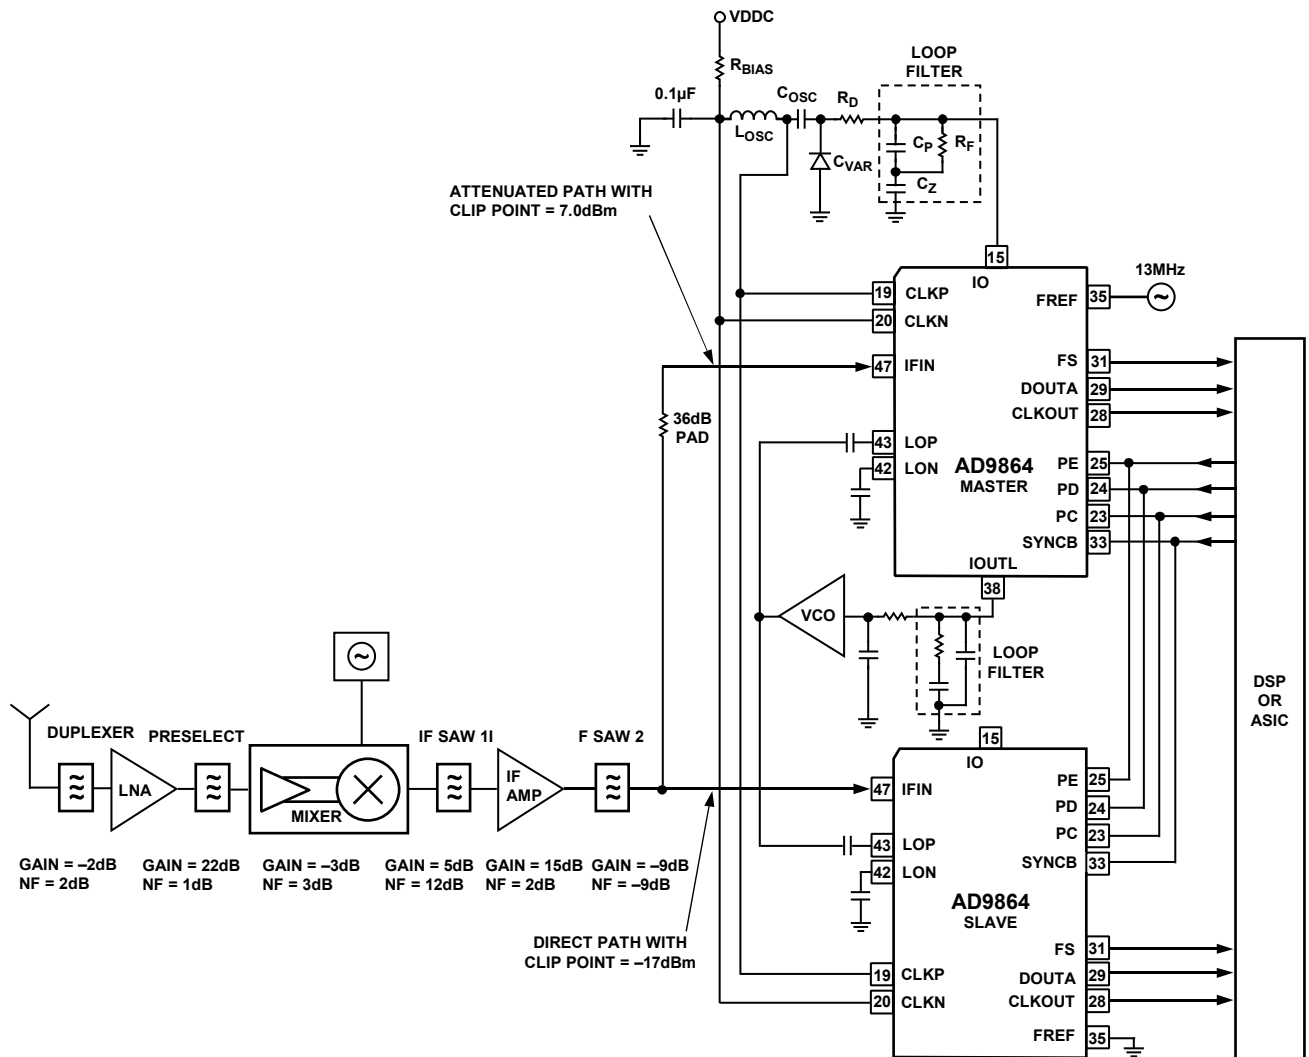 VDDC
RBIAS
0.1µF
LOSC
COSC
RD
CVAR
LOOP
FILTER
CP
RF
CZ
ATTENUATED PATH WITH
CLIP POINT = 7.0dBm
15
IO
19
CLKP
20
CLKN
47
IFIN
43
LOP
42
LON
AD9864
MASTER
FREF
35
13MHz
~
FS
31
DOUTA
29
CLKOUT
28
PE
25
PD
24
PC
23
SYNCB
33
IOUTL
38
36dB
PAD
VCO
LOOP
FILTER
DSP
OR
ASIC
~
DUPLEXER
PRESELECT
IF SAW 1I
F SAW 2
LNA
MIXER
IF
AMP
GAIN = –2dB
NF = 2dB
GAIN = 22dB
NF = 1dB
GAIN = –3dB
NF = 3dB
GAIN = 5dB
NF = 12dB
GAIN = 15dB
NF = 2dB
GAIN = –9dB
NF = –9dB
DIRECT PATH WITH
CLIP POINT = –17dBm
15
IO
47
IFIN
43
LOP
42
LON
AD9864
SLAVE
19
CLKP
20
CLKN
PE
25
PD
24
PC
23
SYNCB
33
FS
31
DOUTA
29
CLKOUT
28
FREF
35